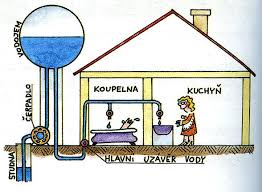 VODOJEM
ČERPADLO
STUDNA
KOUPELNA
KUCHYŇ
HLAVNÍ UZÁVĚR VODY